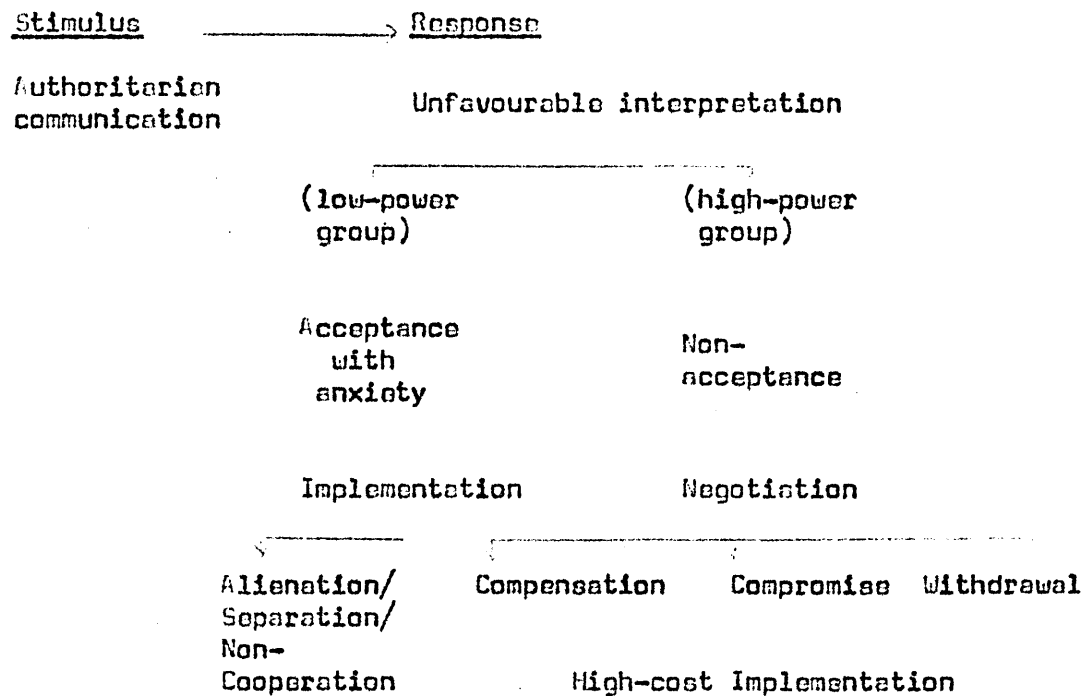 Stimulus Response
Authoritarian
communication
Unfavourable interpretation
(low-power
group)
(high-power
group)
Acceptance
with
anxiety
Non-
acceptance
Implementation Negotiation
Alienation/
Separation/
Non-
Cooperation
Compensation Compromise Withdrawal
High-cost Implementation